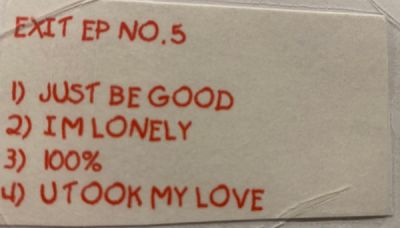 EXIT EP NO.5
1) JUST BE GOOD
2) IM LONELY
3) 100%
4) U TOOK MY LOVE